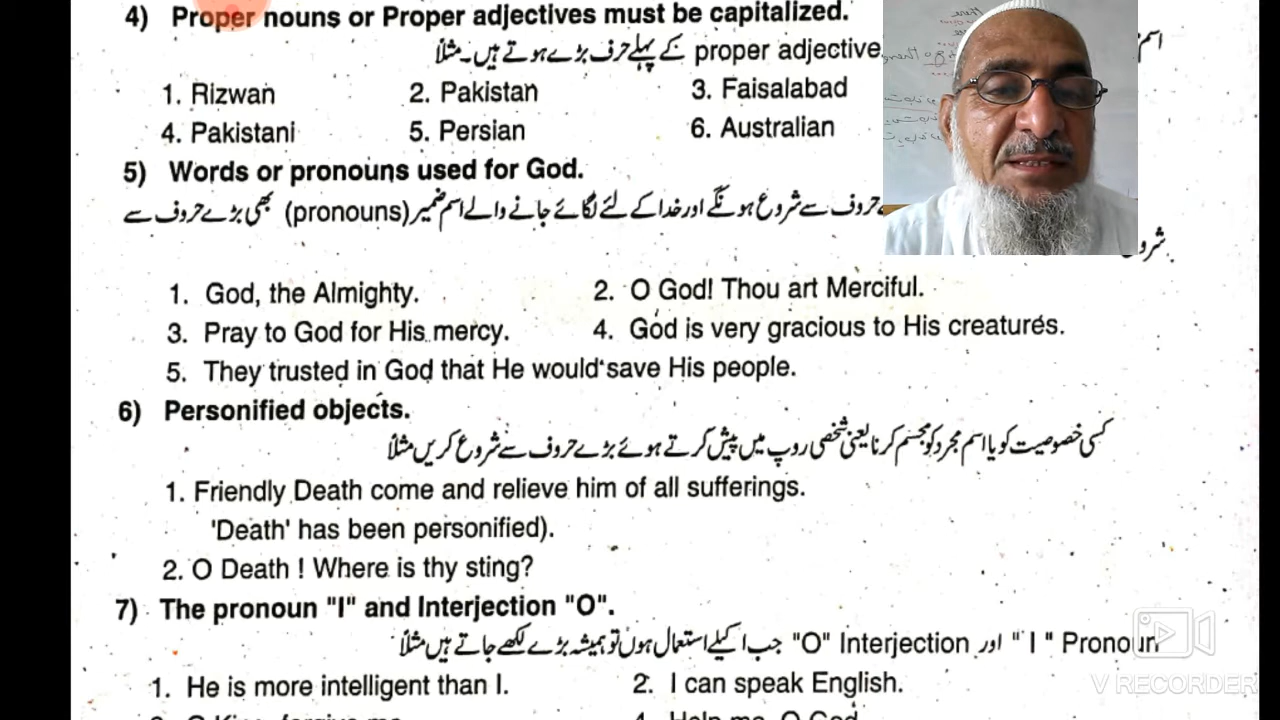 4) Proper nouns or Proper adjectives must be capitalized.
proper adjective کے پہلے حرف بڑے ہوتے ہیں۔ مثلاً
اسم
1. Rizwan 2. Pakistan 3. Faisalabad
4. Pakistani 5. Persian 6. Australian
5) Words or pronouns used for God.
حروف سے شروع ہونگے اور خدا کے لئے لگائے جانے والے اسم ضمیر (pronouns) بھی بڑے حروف سے
1. God, the Almighty. 2. O God! Thou art Merciful.
3. Pray to God for His mercy. 4. God is very gracious to His creatures.
5. They trusted in God that He would save His people.
6) Personified objects.
کسی خصوصیت کو یا اسم مجرد کو مجسم کرنا یعنی شخصی روپ میں پیش کرتے ہوئے بڑے حروف سے شروع کریں مثلاً
1. Friendly Death come and relieve him of all sufferings.
'Death' has been personified).
2. O Death ! Where is thy sting?
7) The pronoun "I" and Interjection "O".
Pronoun "I" اور Interjection "O" جب اکیلے استعمال ہوں تو ہمیشہ بڑے لکھے جاتے ہیں مثلاً
1. He is more intelligent than I. 2. I can speak English.
4. Help me, O God
V RECORDER